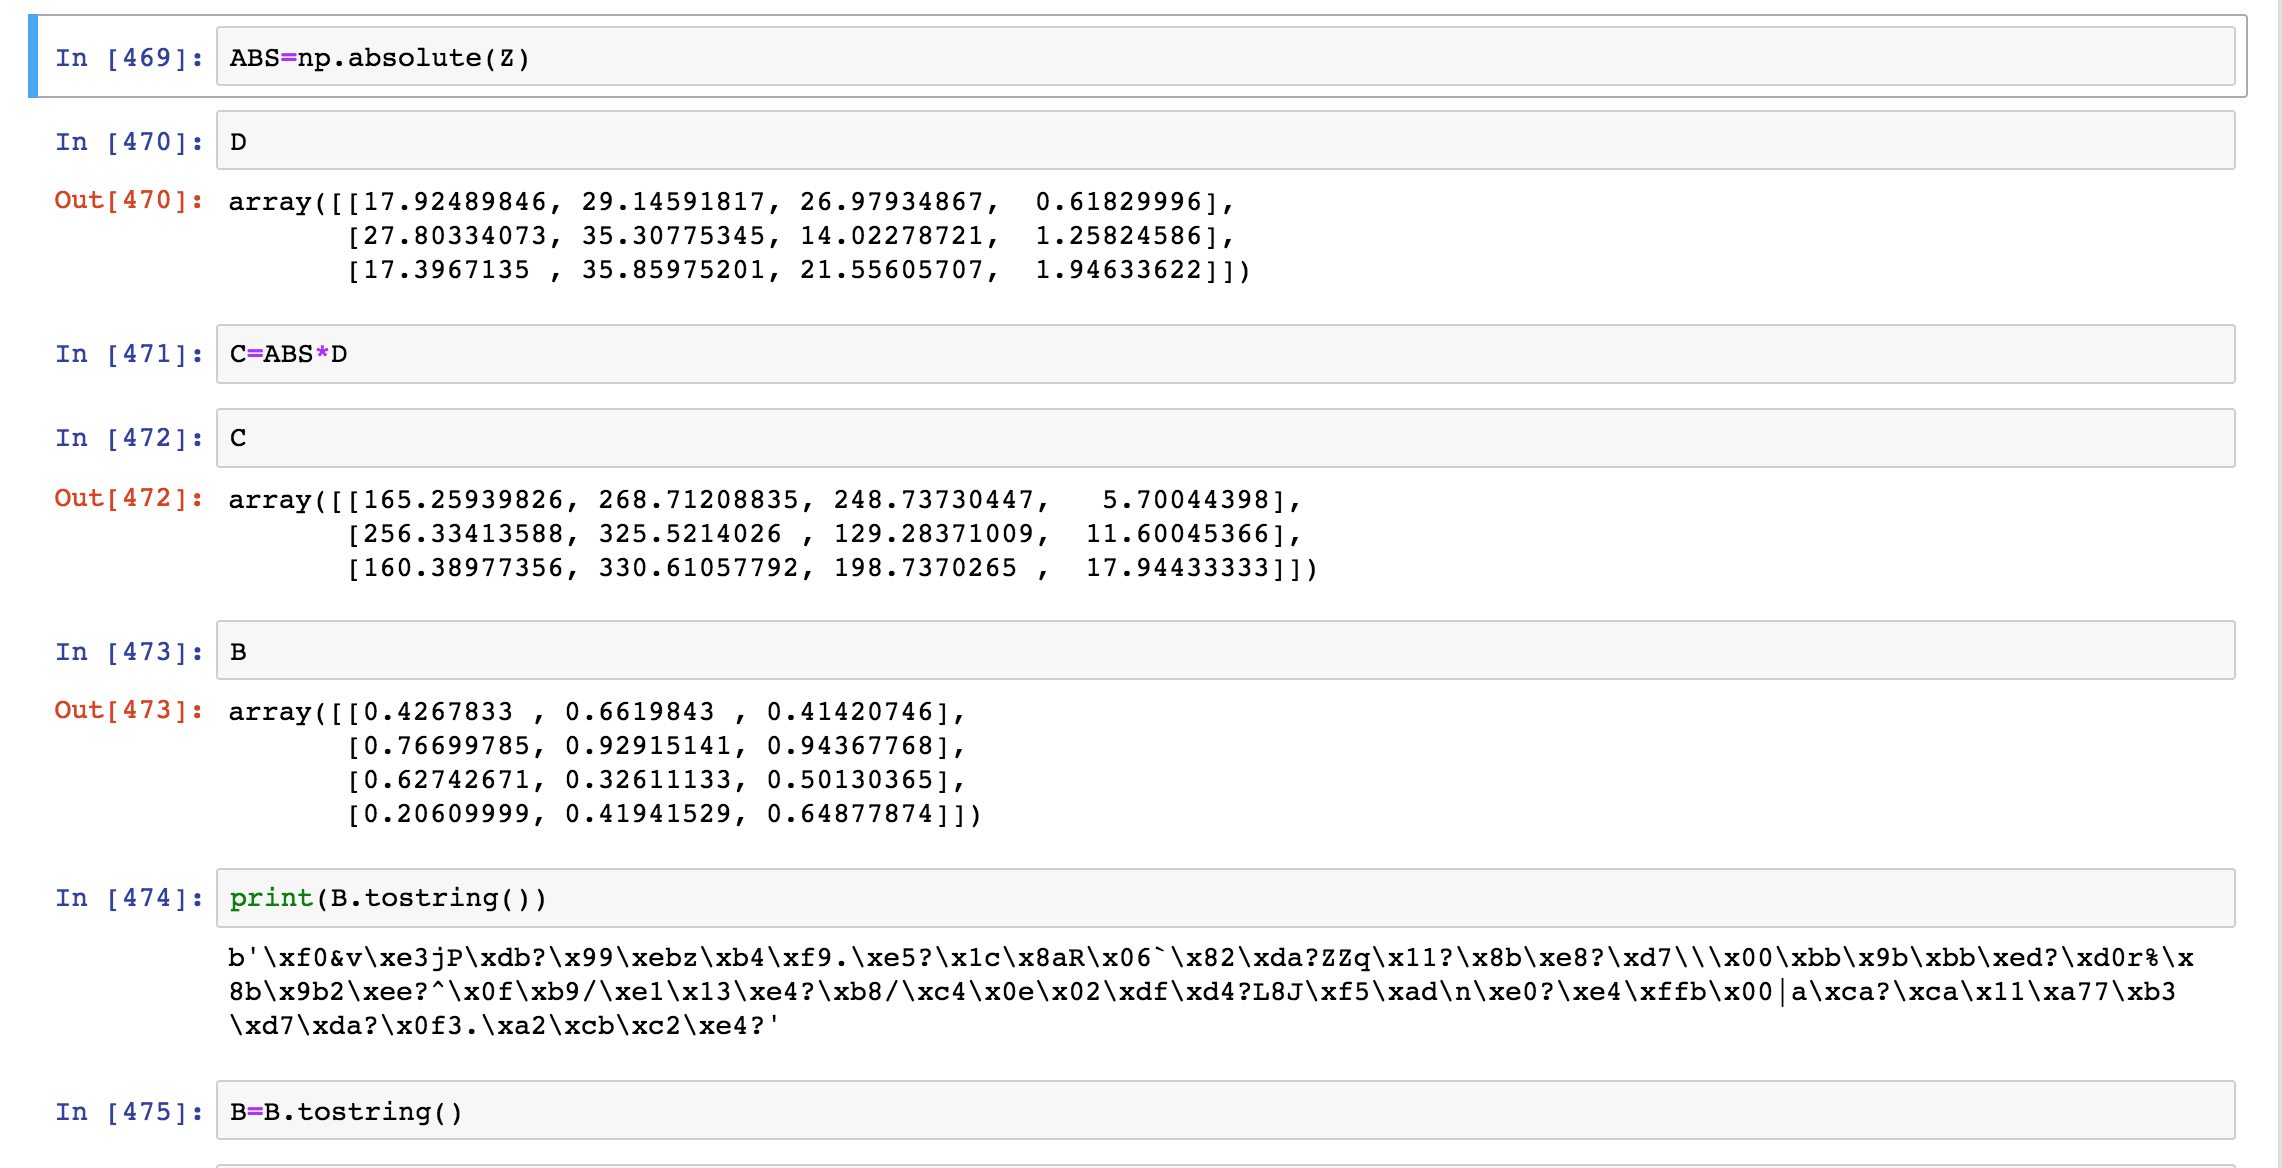 In [469]: ABS=np.absolute(Z)
In [470]: D
Out[470]: array([[17.92489846, 29.14591817, 26.97934867,  0.61829996],
       [27.80334073, 35.30775345, 14.02278721,  1.25824586],
       [17.3967135 , 35.85975201, 21.55605707,  1.94633622]])
In [471]: C=ABS*D
In [472]: C
Out[472]: array([[165.25939826, 268.71208835, 248.73730447,   5.70044398],
       [256.33413588, 325.5214026 , 129.28371009,  11.60045366],
       [160.38977356, 330.61057792, 198.7370265 ,  17.94433333]])
In [473]: B
Out[473]: array([[0.4267833 , 0.6619843 , 0.41420746],
       [0.76699785, 0.92915141, 0.94367768],
       [0.62742671, 0.32611133, 0.50130365],
       [0.20609999, 0.41941529, 0.64877874]])
In [474]: print(B.tostring())
b'\xf0&v\xe3jP\xdb?\x99\xebz\xb4\xf9.\xe5?\x1c\x8aR\x06`\x82\xda?ZZq\x11?\x8b\xe8?\xd7\\\x00\xbb\x9b\xbb\xed?\xd0r%\x
8b\x9b2\xee?^\x0f\xb9/\xe1\x13\xe4?\xb8/\xc4\x0e\x02\xdf\xd4?L8J\xf5\xad\n\xe0?\xe4\xffb\x00|a\xca?\xca\x11\xa77\xb3
\xd7\xda?\x0f3.\xa2\xcb\xc2\xe4?'
In [475]: B=B.tostring()